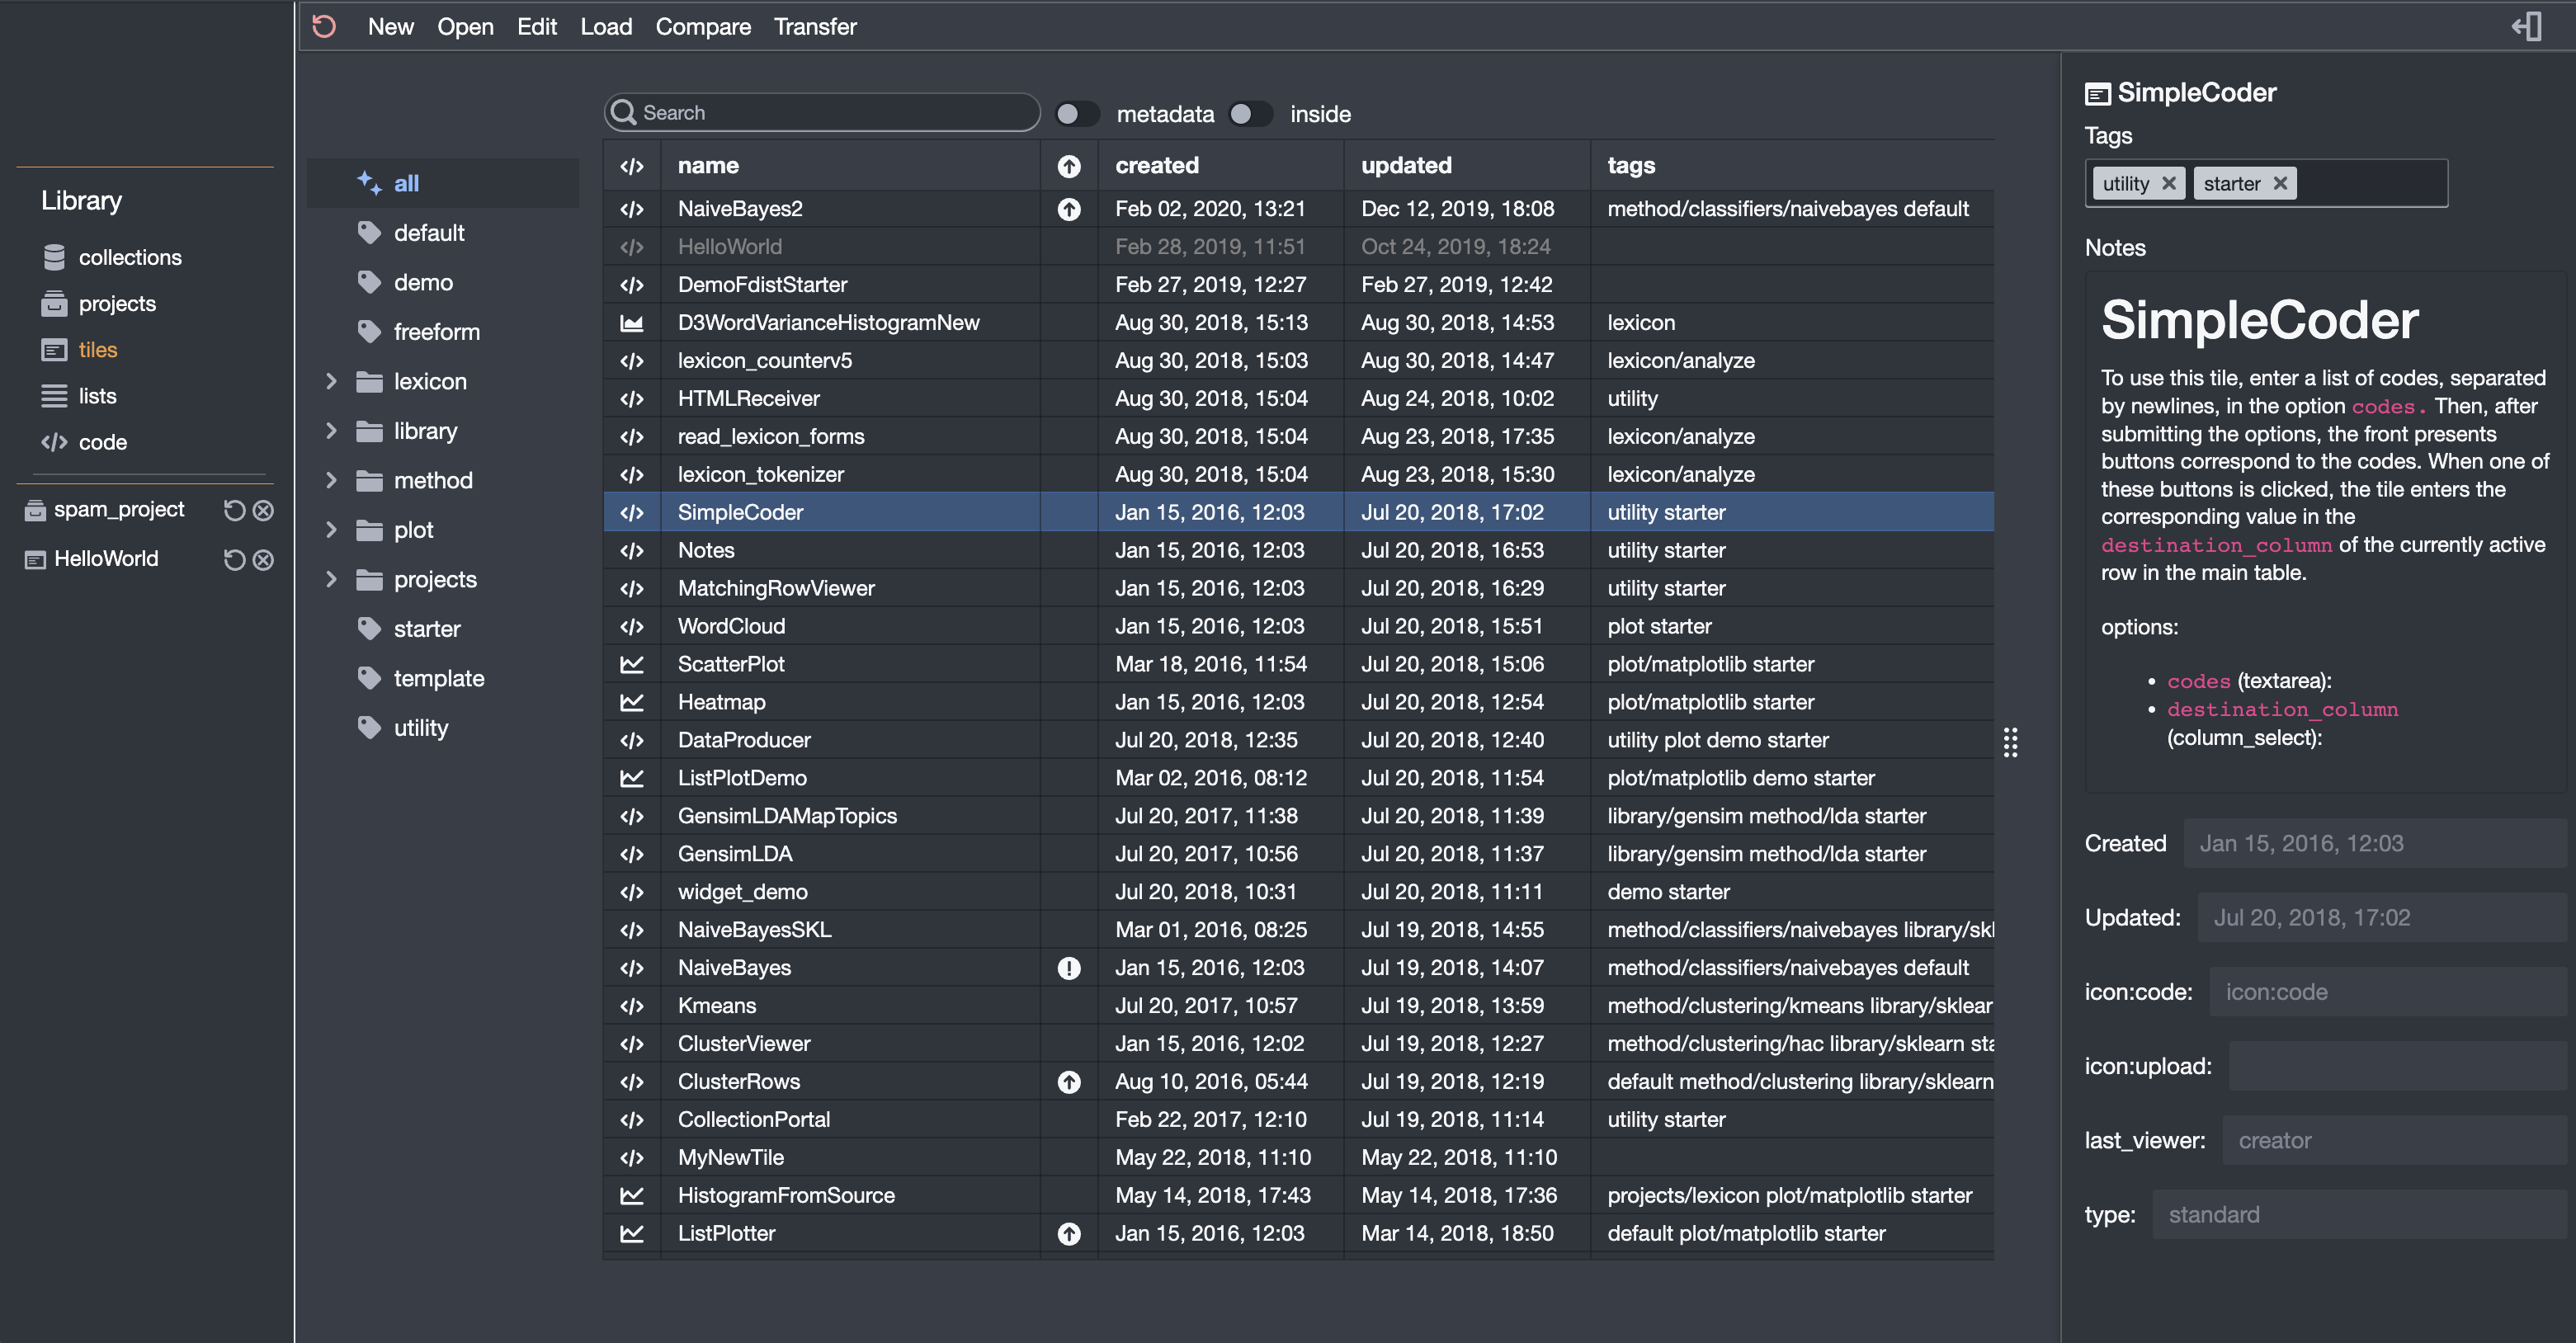 New Open Edit Load Compare Transfer
Library
collections
projects
tiles
lists
code
spam_project
HelloWorld
all
default
demo
freeform
lexicon
library
method
plot
projects
starter
template
utility
Search metadata inside
name created updated tags
NaiveBayes2 Feb 02, 2020, 13:21 Dec 12, 2019, 18:08 method/classifiers/naivebayes default
HelloWorld Feb 28, 2019, 11:51 Oct 24, 2019, 18:24
DemoFdistStarter Feb 27, 2019, 12:27 Feb 27, 2019, 12:42
D3WordVarianceHistogramNew Aug 30, 2018, 15:13 Aug 30, 2018, 14:53 lexicon
lexicon_counterv5 Aug 30, 2018, 15:03 Aug 30, 2018, 14:47 lexicon/analyze
HTMLReceiver Aug 30, 2018, 15:04 Aug 24, 2018, 10:02 utility
read_lexicon_forms Aug 30, 2018, 15:04 Aug 23, 2018, 17:35 lexicon/analyze
lexicon_tokenizer Aug 30, 2018, 15:04 Aug 23, 2018, 15:30 lexicon/analyze
SimpleCoder Jan 15, 2016, 12:03 Jul 20, 2018, 17:02 utility starter
Notes Jan 15, 2016, 12:03 Jul 20, 2018, 16:53 utility starter
MatchingRowViewer Jan 15, 2016, 12:03 Jul 20, 2018, 16:29 utility starter
WordCloud Jan 15, 2016, 12:03 Jul 20, 2018, 15:51 plot starter
ScatterPlot Mar 18, 2016, 11:54 Jul 20, 2018, 15:06 plot/matplotlib starter
Heatmap Jan 15, 2016, 12:03 Jul 20, 2018, 12:54 plot/matplotlib starter
DataProducer Jul 20, 2018, 12:35 Jul 20, 2018, 12:40 utility plot demo starter
ListPlotDemo Mar 02, 2016, 08:12 Jul 20, 2018, 11:54 plot/matplotlib demo starter
GensimLDAMapTopics Jul 20, 2017, 11:38 Jul 20, 2018, 11:39 library/gensim method/lda starter
GensimLDA Jul 20, 2017, 10:56 Jul 20, 2018, 11:37 library/gensim method/lda starter
widget_demo Jul 20, 2018, 10:31 Jul 20, 2018, 11:11 demo starter
NaiveBayesSKL Mar 01, 2016, 08:25 Jul 19, 2018, 14:55 method/classifiers/naivebayes library/skl
NaiveBayes Jan 15, 2016, 12:03 Jul 19, 2018, 14:07 method/classifiers/naivebayes default
Kmeans Jul 20, 2017, 10:57 Jul 19, 2018, 13:59 method/clustering/kmeans library/sklear
ClusterViewer Jan 15, 2016, 12:02 Jul 19, 2018, 12:27 method/clustering/hac library/sklearn sta
ClusterRows Aug 10, 2016, 05:44 Jul 19, 2018, 12:19 default method/clustering library/sklearn
CollectionPortal Feb 22, 2017, 12:10 Jul 19, 2018, 11:14 utility starter
MyNewTile May 22, 2018, 11:10 May 22, 2018, 11:10
HistogramFromSource May 14, 2018, 17:43 May 14, 2018, 17:36 projects/lexicon plot/matplotlib starter
ListPlotter Jan 15, 2016, 12:03 Mar 14, 2018, 18:50 default plot/matplotlib starter
SimpleCoder
Tags
utility starter
Notes
SimpleCoder
To use this tile, enter a list of codes, separated
by newlines, in the option codes. Then, after
submitting the options, the front presents
buttons correspond to the codes. When one of
these buttons is clicked, the tile enters the
corresponding value in the
destination_column of the currently active
row in the main table.
options:
• codes (textarea):
• destination_column
(column_select):
Created Jan 15, 2016, 12:03
Updated: Jul 20, 2018, 17:02
icon:code: icon:code
icon:upload:
last_viewer: creator
type: standard